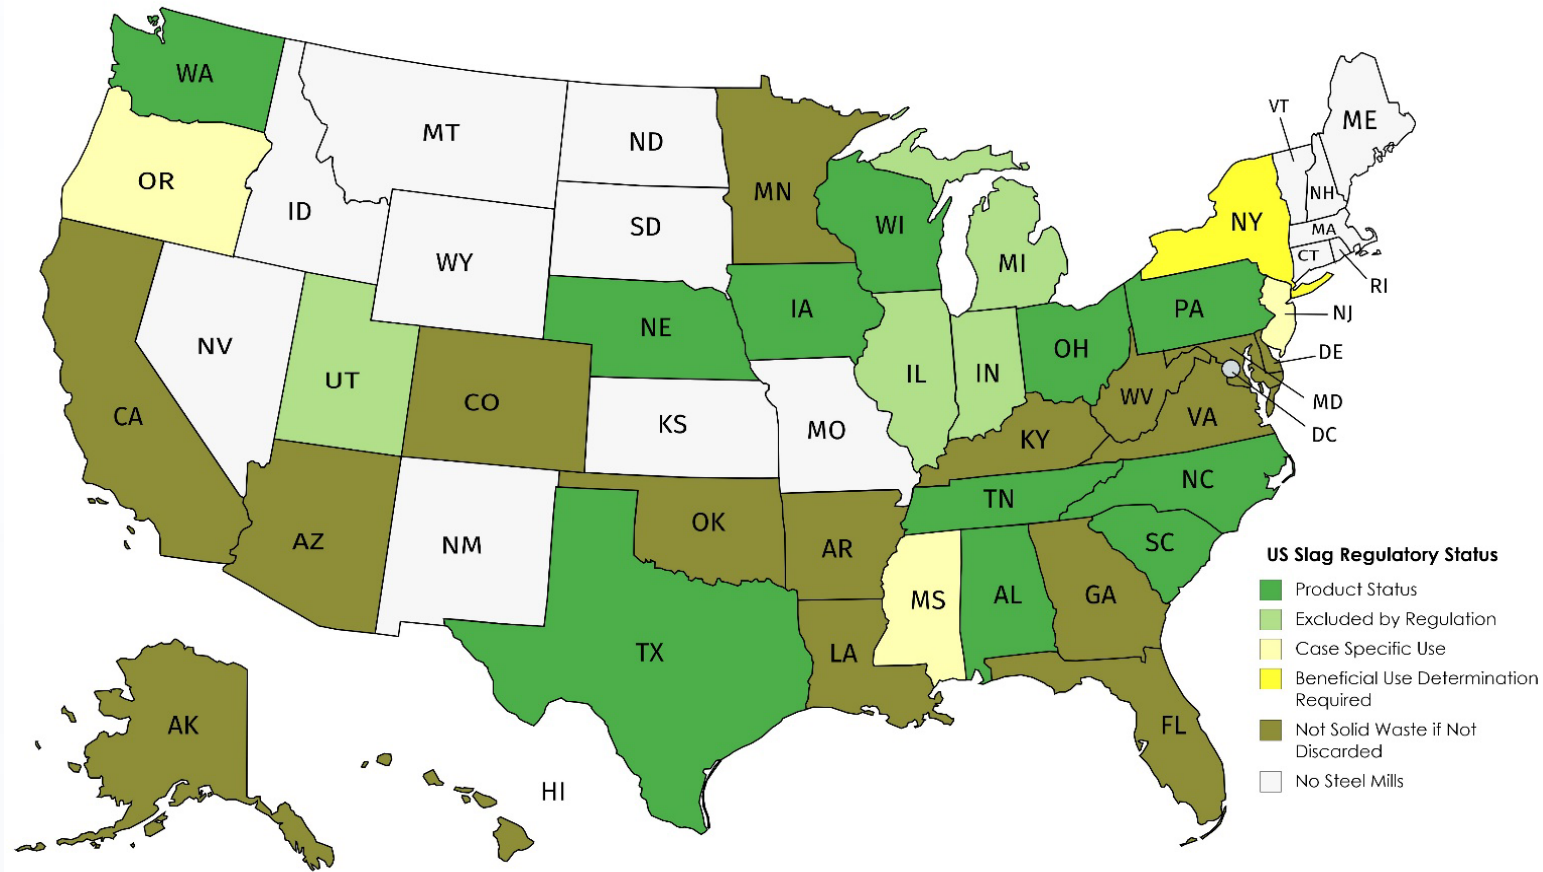 WA
MT
ND
MN
VT
ME
OR
ID
SD
WI
NH
NY
MA
WY
MI
CT
RI
NE
IA
PA
NJ
NV
OH
DE
UT
IL
IN
CO
WV
MD
CA
KS
MO
KY
VA
DC
TN
NC
AZ
NM
OK
AR
SC
MS
AL
GA
TX
LA
AK
FL
HI
US Slag Regulatory Status
Product Status
Excluded by Regulation
Case Specific Use
Beneficial Use Determination
Required
Not Solid Waste if Not
Discarded
No Steel Mills